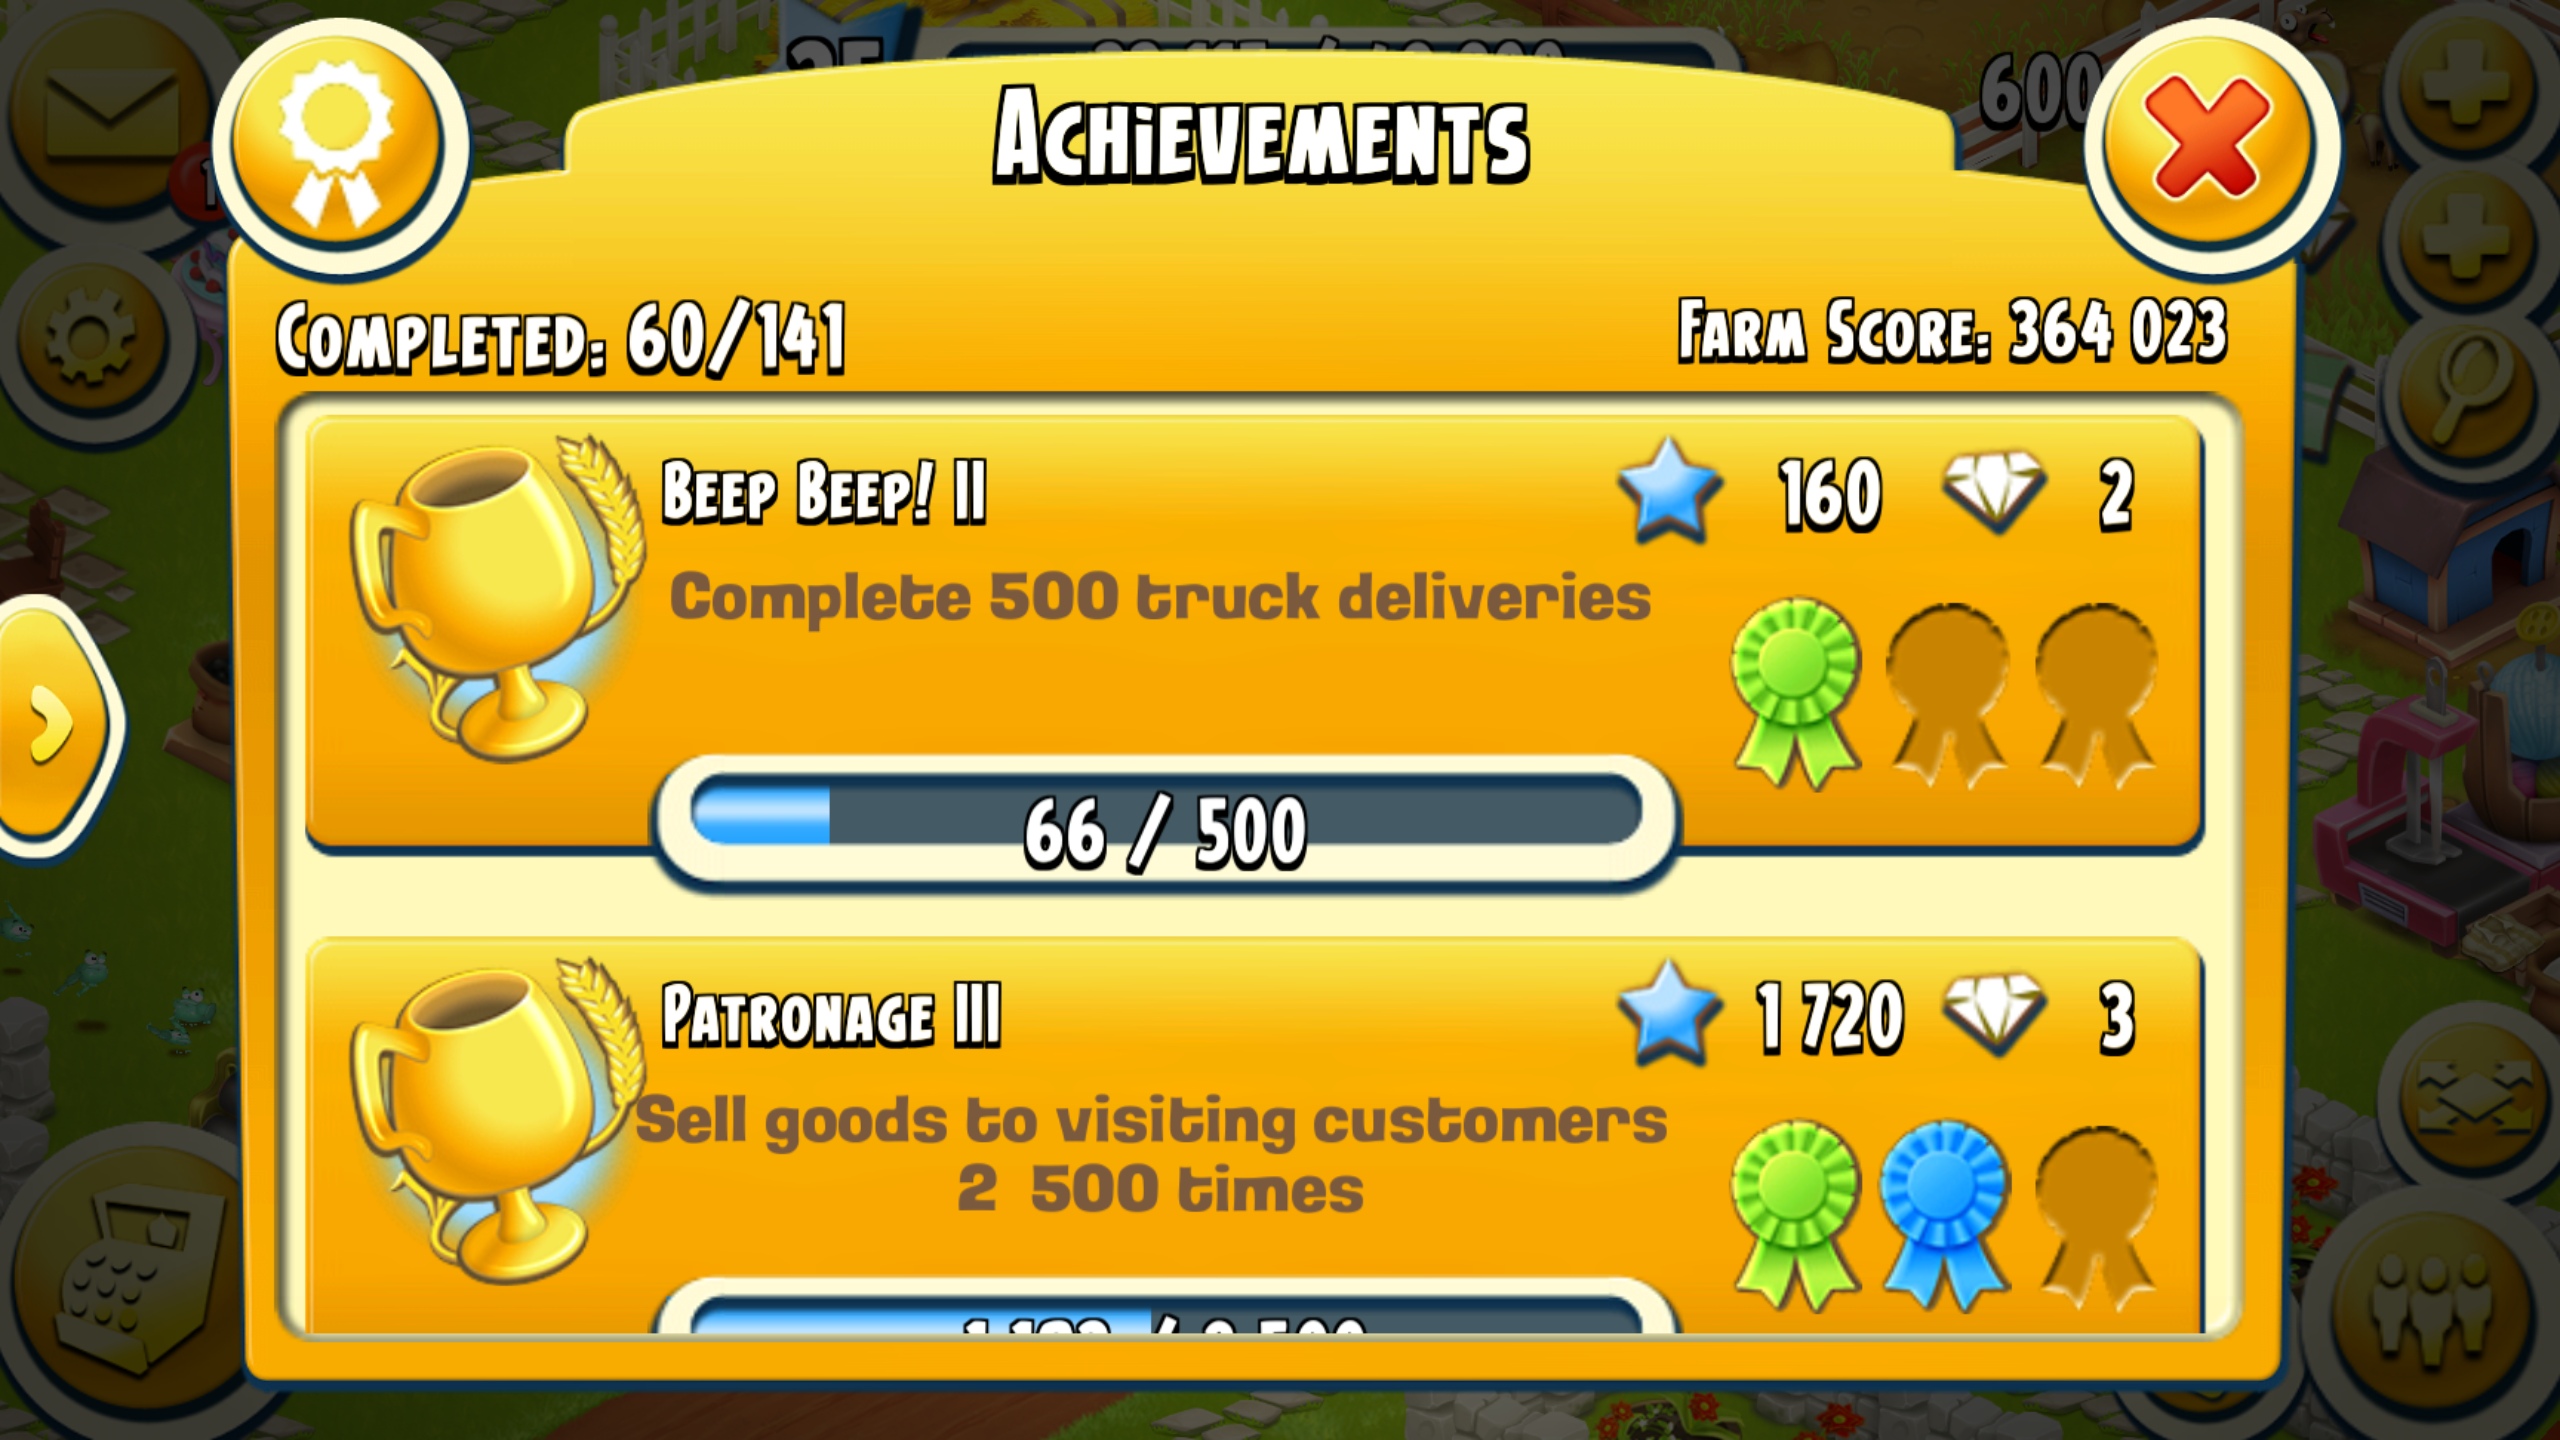 Achievements
Completed: 60/141
Farm Score: 364 023
Beep Beep! II
160
2
Complete 500 truck deliveries
66 / 500
Patronage III
1 720
3
Sell goods to visiting customers
2 500 times
600